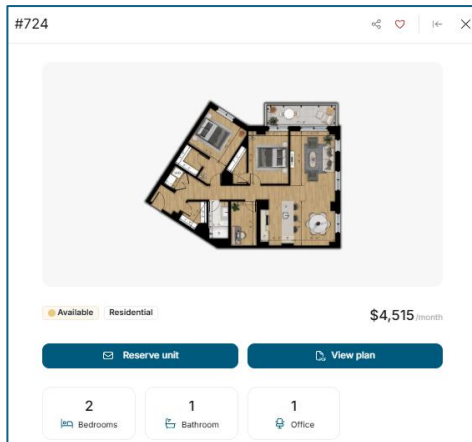 #724
Available Residential $4,515 /month
Reserve unit View plan
2 1 1
Bedrooms Bathroom Office